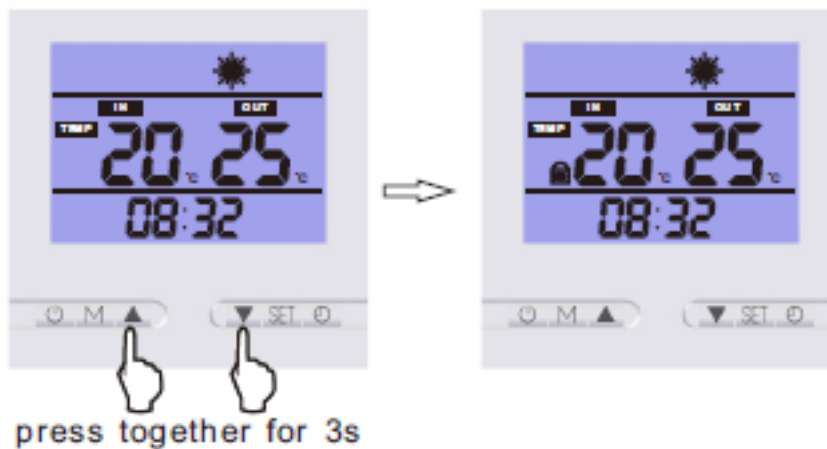 IN OUT
TEMP 20 °C 25 °C
08:32
M ▲ ▼ SET
IN OUT
TEMP 20 °C 25 °C
08:32
M ▲ ▼ SET
press together for 3s